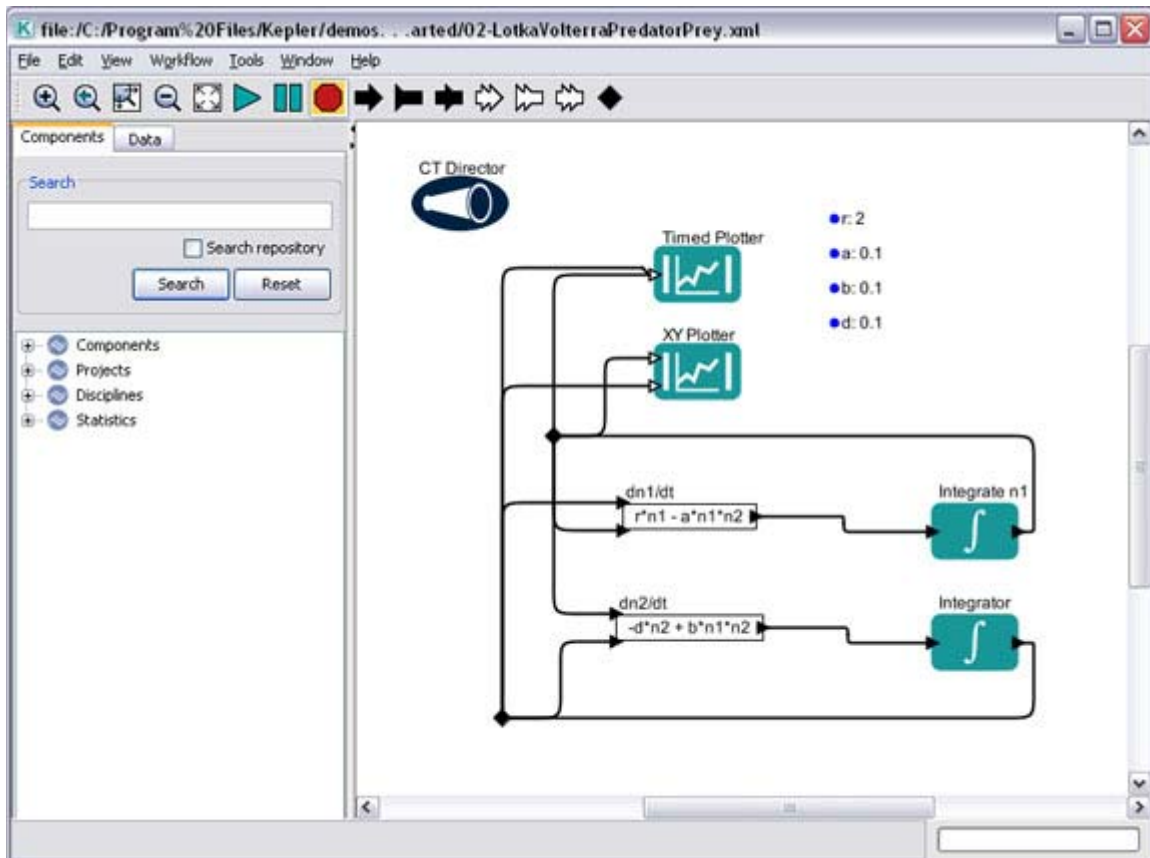 file:/C:/Program%20Files/Kepler/demos. . .arted/02-LotkaVolterraPredatorPrey.xml
File Edit View Workflow Tools Window Help
Components Data
Search
Search repository
Search Reset
Components
Projects
Disciplines
Statistics
CT Director
Timed Plotter
XY Plotter
r: 2
a: 0.1
b: 0.1
d: 0.1
dn1/dt
r*n1 - a*n1*n2
Integrate n1
dn2/dt
-d*n2 + b*n1*n2
Integrator